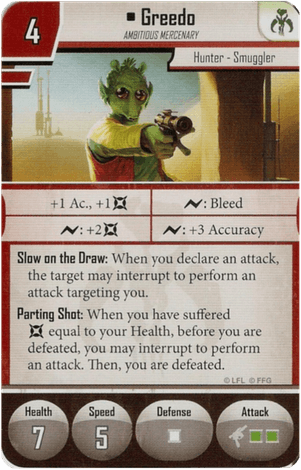 4
Greedo
AMBITIOUS MERCENARY
Hunter - Smuggler
+1 Ac., +1
: Bleed
: +2
: +3 Accuracy
Slow on the Draw: When you declare an attack,
the target may interrupt to perform an
attack targeting you.
Parting Shot: When you have suffered
equal to your Health, before you are
defeated, you may interrupt to perform
an attack. Then, you are defeated.
© LFL © FFG
Health Speed Defense Attack
7 5